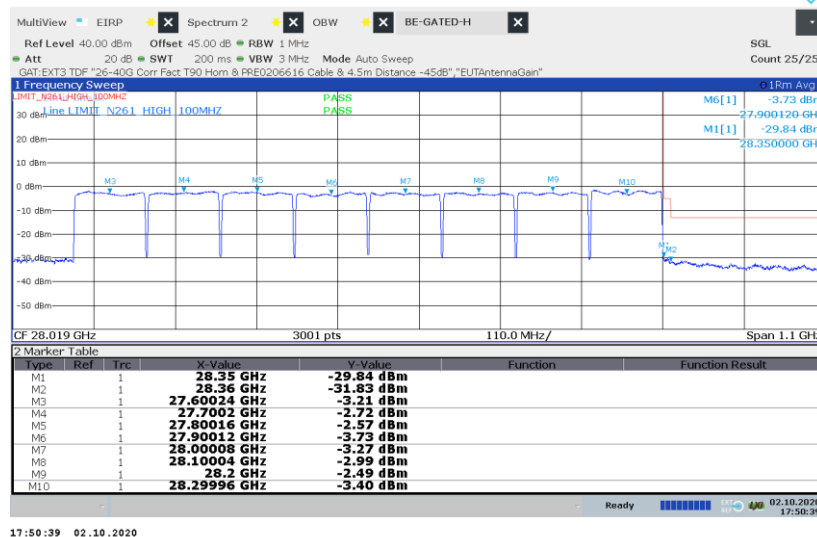 MultiView EIRP X Spectrum 2 X OBW X BE-GATED-H X
Ref Level 40.00 dBm Offset 45.00 dB RBW 1 MHz SGL
Att 20 dB SWT 200 ms VBW 3 MHz Mode Auto Sweep Count 25/25
GAT:EXT3 TDF "26-40G Corr Fact T90 Horn & PRE0206616 Cable & 4.5m Distance -45dB","EUTAntennaGain"
1 Frequency Sweep 1Rm Avg
LIMIT_N261_HIGH_100MHZ PASS M6[1] -3.73 dBr
Line LIMIT_N261_HIGH_100MHZ PASS 27.900120 GH
30 dBm
M1[1] -29.84 dBr
20 dBm 28.350000 GH
10 dBm
M3 M4 M5 M6 M7 M8 M9 M10
0 dBm
-10 dBm
-20 dBm
M2
-30 dBm
-40 dBm
-50 dBm
CF 28.019 GHz 3001 pts 110.0 MHz/ Span 1.1 GH
2 Marker Table
Type Ref Trc X-Value Y-Value Function Function Result
M1 1 28.35 GHz -29.84 dBm
M2 1 28.36 GHz -31.83 dBm
M3 1 27.60024 GHz -3.21 dBm
M4 1 27.7002 GHz -2.72 dBm
M5 1 27.80016 GHz -2.57 dBm
M6 1 27.90012 GHz -3.73 dBm
M7 1 28.00008 GHz -3.27 dBm
M8 1 28.10004 GHz -2.99 dBm
M9 1 28.2 GHz -2.49 dBm
M10 1 28.29996 GHz -3.40 dBm
Ready 02.10.2020
17:50:39
17:50:39 02.10.2020